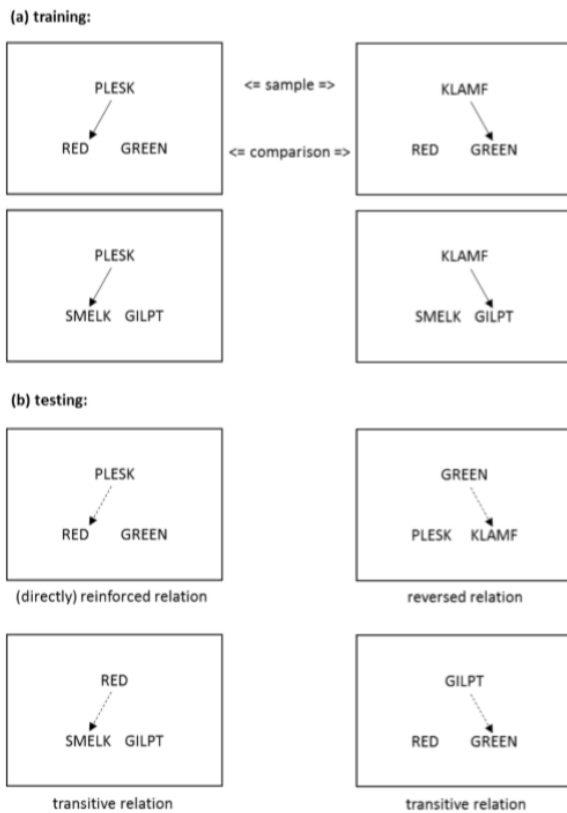 (a) training:
PLESK <= sample => KLAMF
RED GREEN <= comparison => RED GREEN
PLESK KLAMF
SMELK GILPT SMELK GILPT
(b) testing:
PLESK GREEN
RED GREEN PLESK KLAMF
(directly) reinforced relation reversed relation
RED GILPT
SMELK GILPT RED GREEN
transitive relation transitive relation